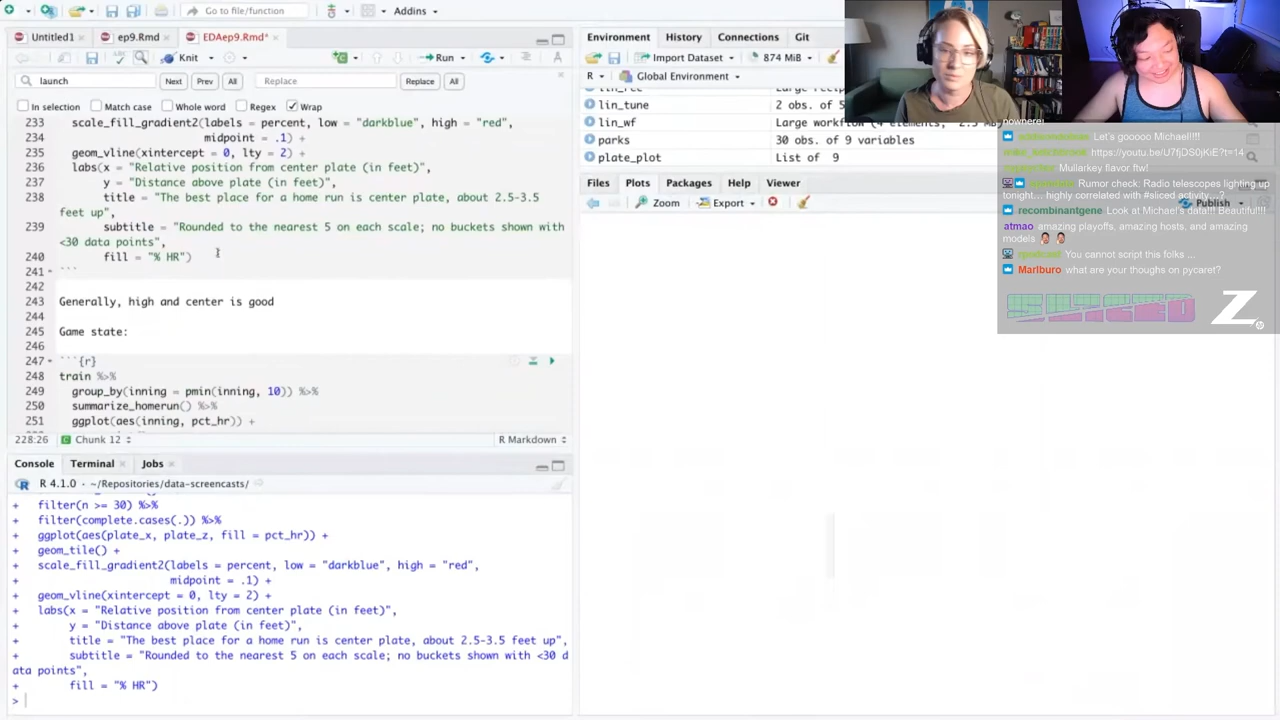 Go to file/function
Addins
Untitled1
ep9.Rmd
EDAep9.Rmd*
Knit
Run
launch
Next
Prev
All
Replace
Replace
All
In selection
Match case
Whole word
Regex
Wrap
233 scale_fill_gradient2(labels = percent, low = "darkblue", high = "red",
234 midpoint = .1) +
235 geom_vline(xintercept = 0, lty = 2) +
236 labs(x = "Relative position from center plate (in feet)",
237 y = "Distance above plate (in feet)",
238 title = "The best place for a home run is center plate, about 2.5-3.5
feet up",
239 subtitle = "Rounded to the nearest 5 on each scale; no buckets shown with
<30 data points",
240 fill = "% HR")
241 ```
242
243 Generally, high and center is good
244
245 Game state:
246
247 ```{r}
248 train %>%
249 group_by(inning = pmin(inning, 10)) %>%
250 summarize_homerun() %>%
251 ggplot(aes(inning, pct_hr)) +
228:26
Chunk 12
R Markdown
Console
Terminal
Jobs
R 4.1.0 · ~/Repositories/data-screencasts/
+ filter(n >= 30) %>%
+ filter(complete.cases(.)) %>%
+ ggplot(aes(plate_x, plate_z, fill = pct_hr)) +
+ geom_tile() +
+ scale_fill_gradient2(labels = percent, low = "darkblue", high = "red",
+ midpoint = .1) +
+ geom_vline(xintercept = 0, lty = 2) +
+ labs(x = "Relative position from center plate (in feet)",
+ y = "Distance above plate (in feet)",
+ title = "The best place for a home run is center plate, about 2.5-3.5 feet up",
+ subtitle = "Rounded to the nearest 5 on each scale; no buckets shown with <30 d
ata points",
+ fill = "% HR")
>
Environment
History
Connections
Git
Import Dataset
874 MiB
R
Global Environment
lin_tune 2 obs. of 5
lin_wf Large workflow (4 elements, 2.5 M
parks 30 obs. of 9 variables
plate_plot List of 9
Files
Plots
Packages
Help
Viewer
Zoom
Export
Publish
nowhere!
Let's gooooo Michael!!!!
https://youtu.be/U7fjDS0jKiE?t=14
Mullarkey flavor ftw!
Rumor check: Radio telescopes lighting up
tonight... highly correlated with #sliced activity...?
recombinantgene Look at Michael's data!!! Beautiful!!!
atmao amazing playoffs, amazing hosts, and amazing
models
rpodcast You cannot script this folks ...
Marlburo what are your thoughs on pycaret?
SLICED
Z